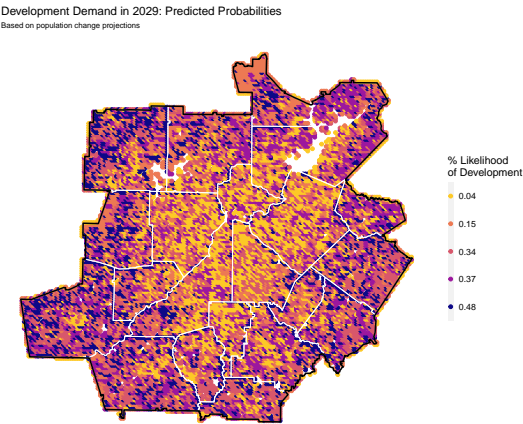 Development Demand in 2029: Predicted Probabilities
Based on population change projections
% Likelihood
of Development
0.04
0.15
0.34
0.37
0.48